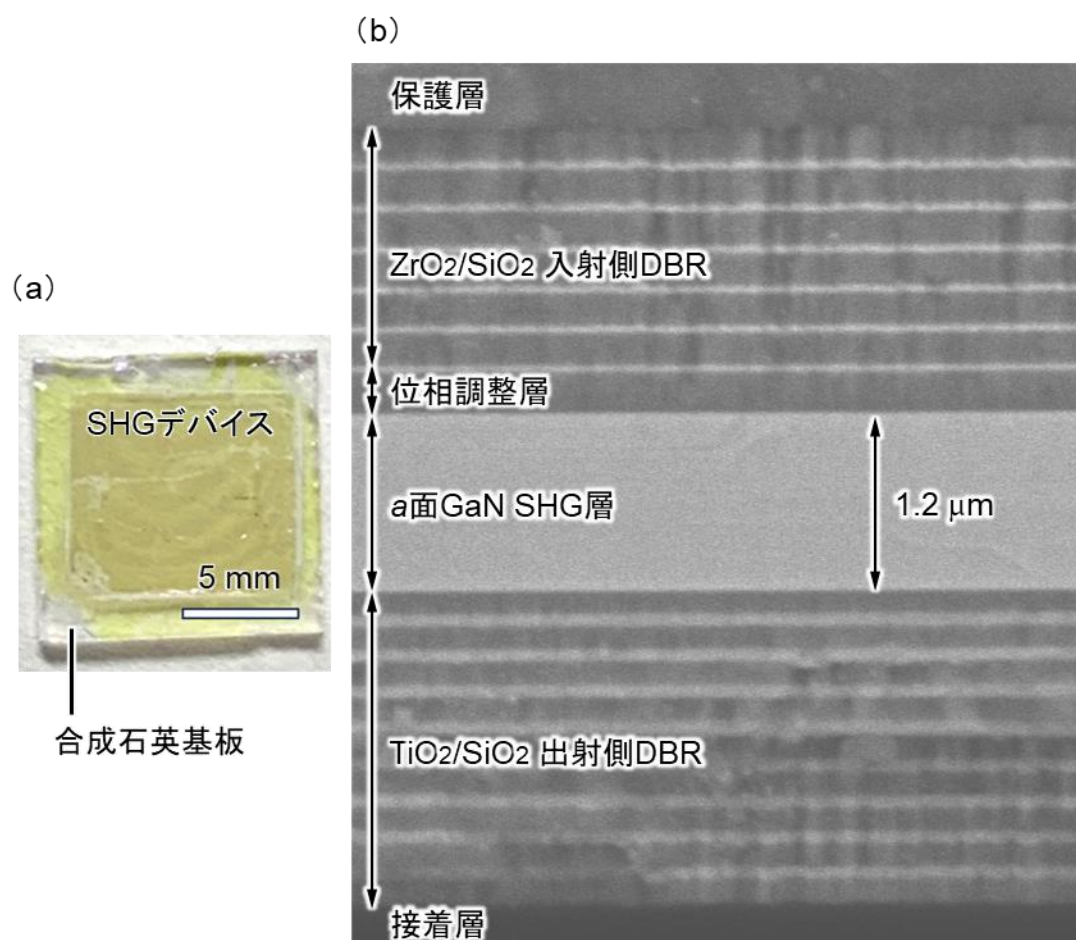 (a)
SHGデバイス
5 mm
合成石英基板
(b)
保護層
ZrO2/SiO2 入射側DBR
位相調整層
a面GaN SHG層
1.2 μm
TiO2/SiO2 出射側DBR
接着層